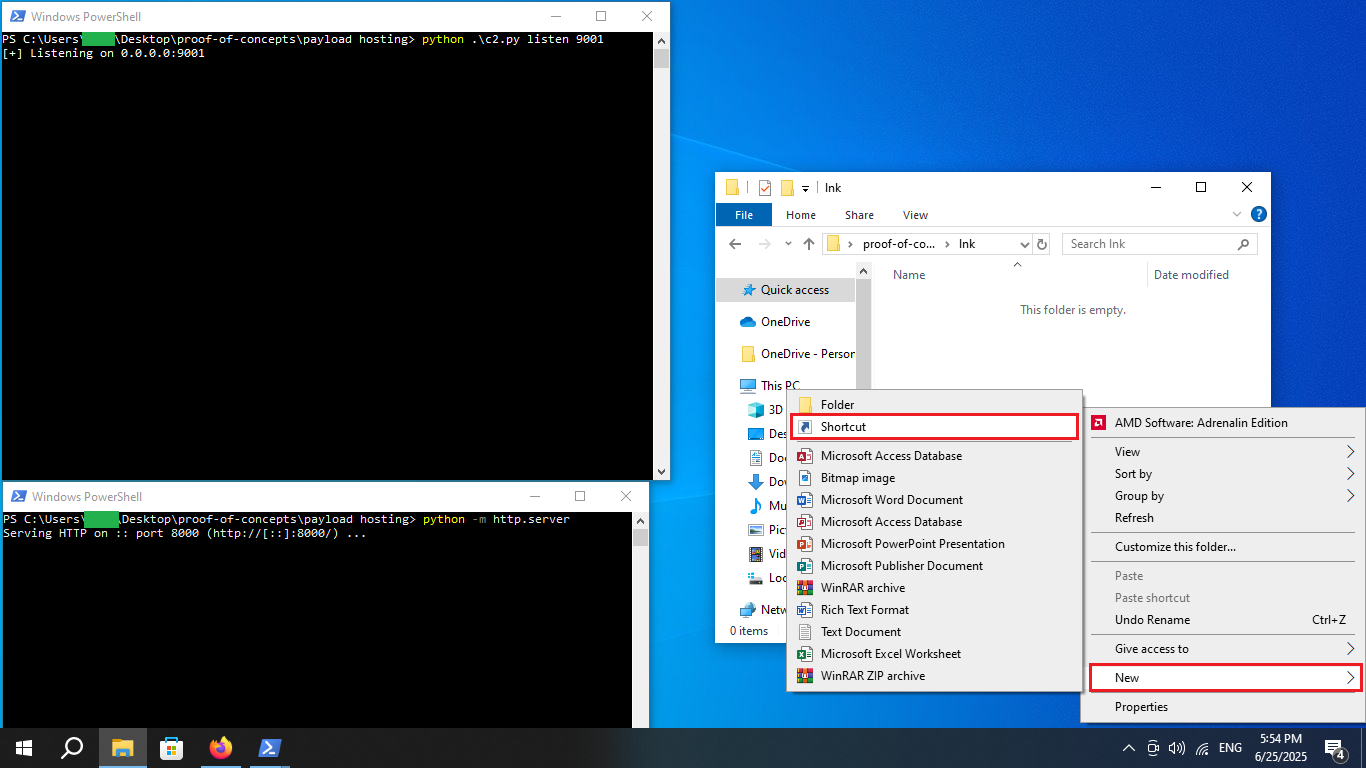 Windows PowerShell
PS C:\Users\ \Desktop\proof-of-concepts\payload hosting> python .\c2.py listen 9001
[+] Listening on 0.0.0.0:9001
Windows PowerShell
PS C:\Users\ \Desktop\proof-of-concepts\payload hosting> python -m http.server
Serving HTTP on :: port 8000 (http://[::]:8000/) ...
lnk
File Home Share View
proof-of-co... lnk
Search lnk
Name Date modified
This folder is empty.
Quick access
OneDrive
OneDrive - Person
This PC
3D
Des
Doc
Dow
Mu
Pict
Vid
Loc
Netw
0 items
Folder
Shortcut
Microsoft Access Database
Bitmap image
Microsoft Word Document
Microsoft Access Database
Microsoft PowerPoint Presentation
Microsoft Publisher Document
WinRAR archive
Rich Text Format
Text Document
Microsoft Excel Worksheet
WinRAR ZIP archive
AMD Software: Adrenalin Edition
View
Sort by
Group by
Refresh
Customize this folder...
Paste
Paste shortcut
Undo Rename Ctrl+Z
Give access to
New
Properties
ENG
5:54 PM
6/25/2025
4